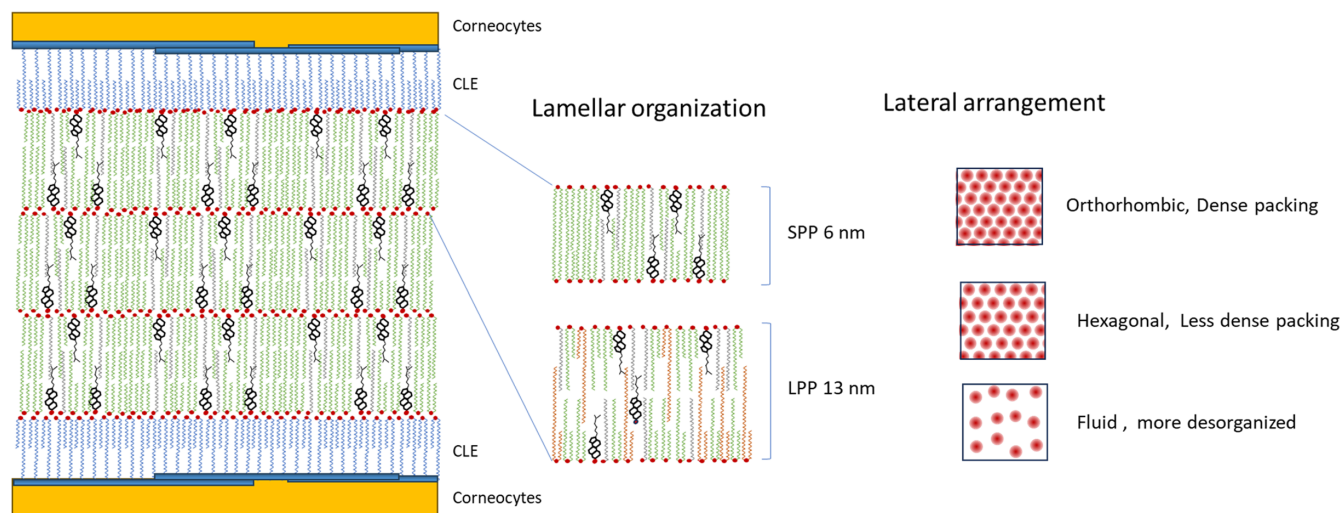 Corneocytes
CLE
Lamellar organization
Lateral arrangement
Orthorhombic, Dense packing
SPP 6 nm
Hexagonal, Less dense packing
LPP 13 nm
Fluid , more desorganized
CLE
Corneocytes